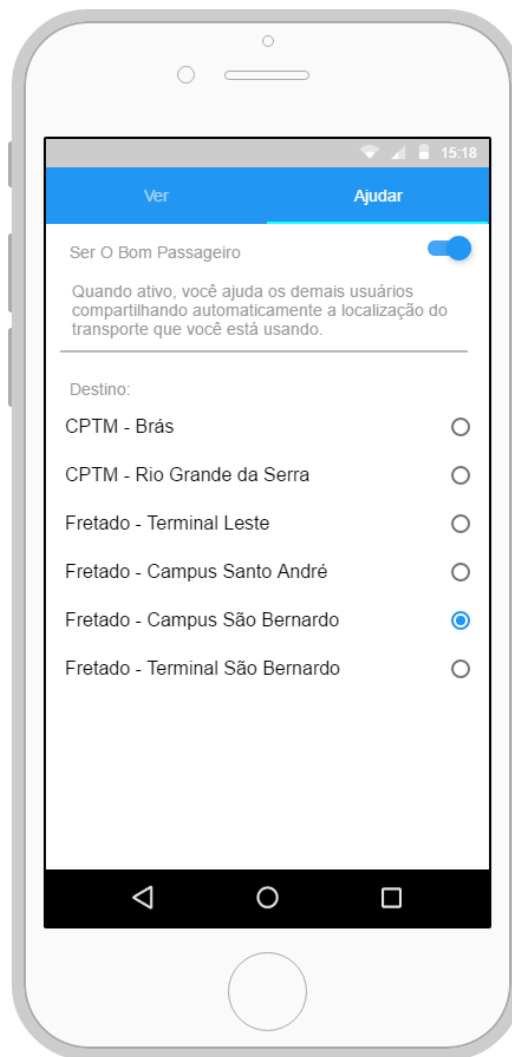 15:18
Ver Ajudar
Ser O Bom Passageiro
Quando ativo, você ajuda os demais usuários
compartilhando automaticamente a localização do
transporte que você está usando.
Destino:
CPTM - Brás
CPTM - Rio Grande da Serra
Fretado - Terminal Leste
Fretado - Campus Santo André
Fretado - Campus São Bernardo
Fretado - Terminal São Bernardo